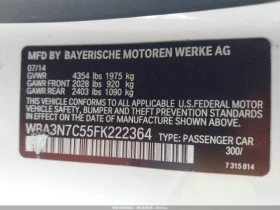 MFD BY BAYERISCHE MOTOREN WERKE AG
07/14
GVWR 4354 lbs 1975 kg
GAWR FRONT 2028 lbs 920 kg
GAWR REAR 2403 lbs 1090 kg
THIS VEHICLE CONFORMS TO ALL APPLICABLE U.S. FEDERAL MOTOR
VEHICLE SAFETY, BUMPER, AND THEFT PREVENTION STANDARDS IN EFFECT
ON THE DATE OF MANUFACTURE SHOWN ABOVE.
WBA3N7C55FK222364 TYPE: PASSENGER CAR
300/
7 315 814